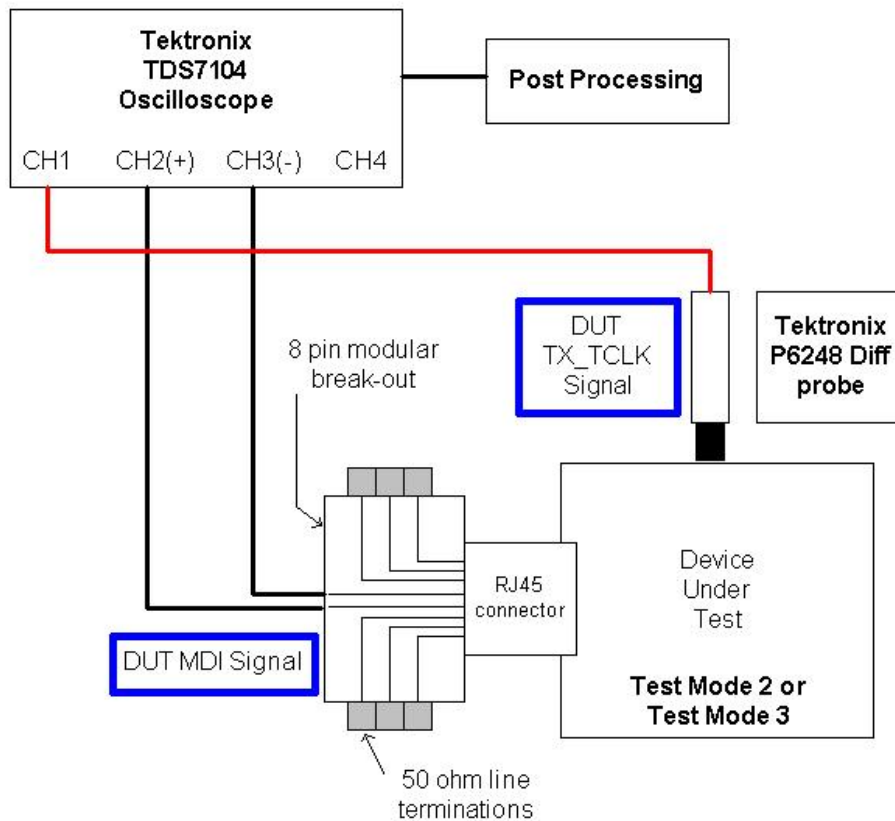 Tektronix
TDS7104
Oscilloscope
CH1 CH2(+) CH3(-) CH4
Post Processing
DUT
TX_TCLK
Signal
Tektronix
P6248 Diff
probe
8 pin modular
break-out
RJ45
connector
Device
Under
Test
Test Mode 2 or
Test Mode 3
DUT MDI Signal
50 ohm line
terminations